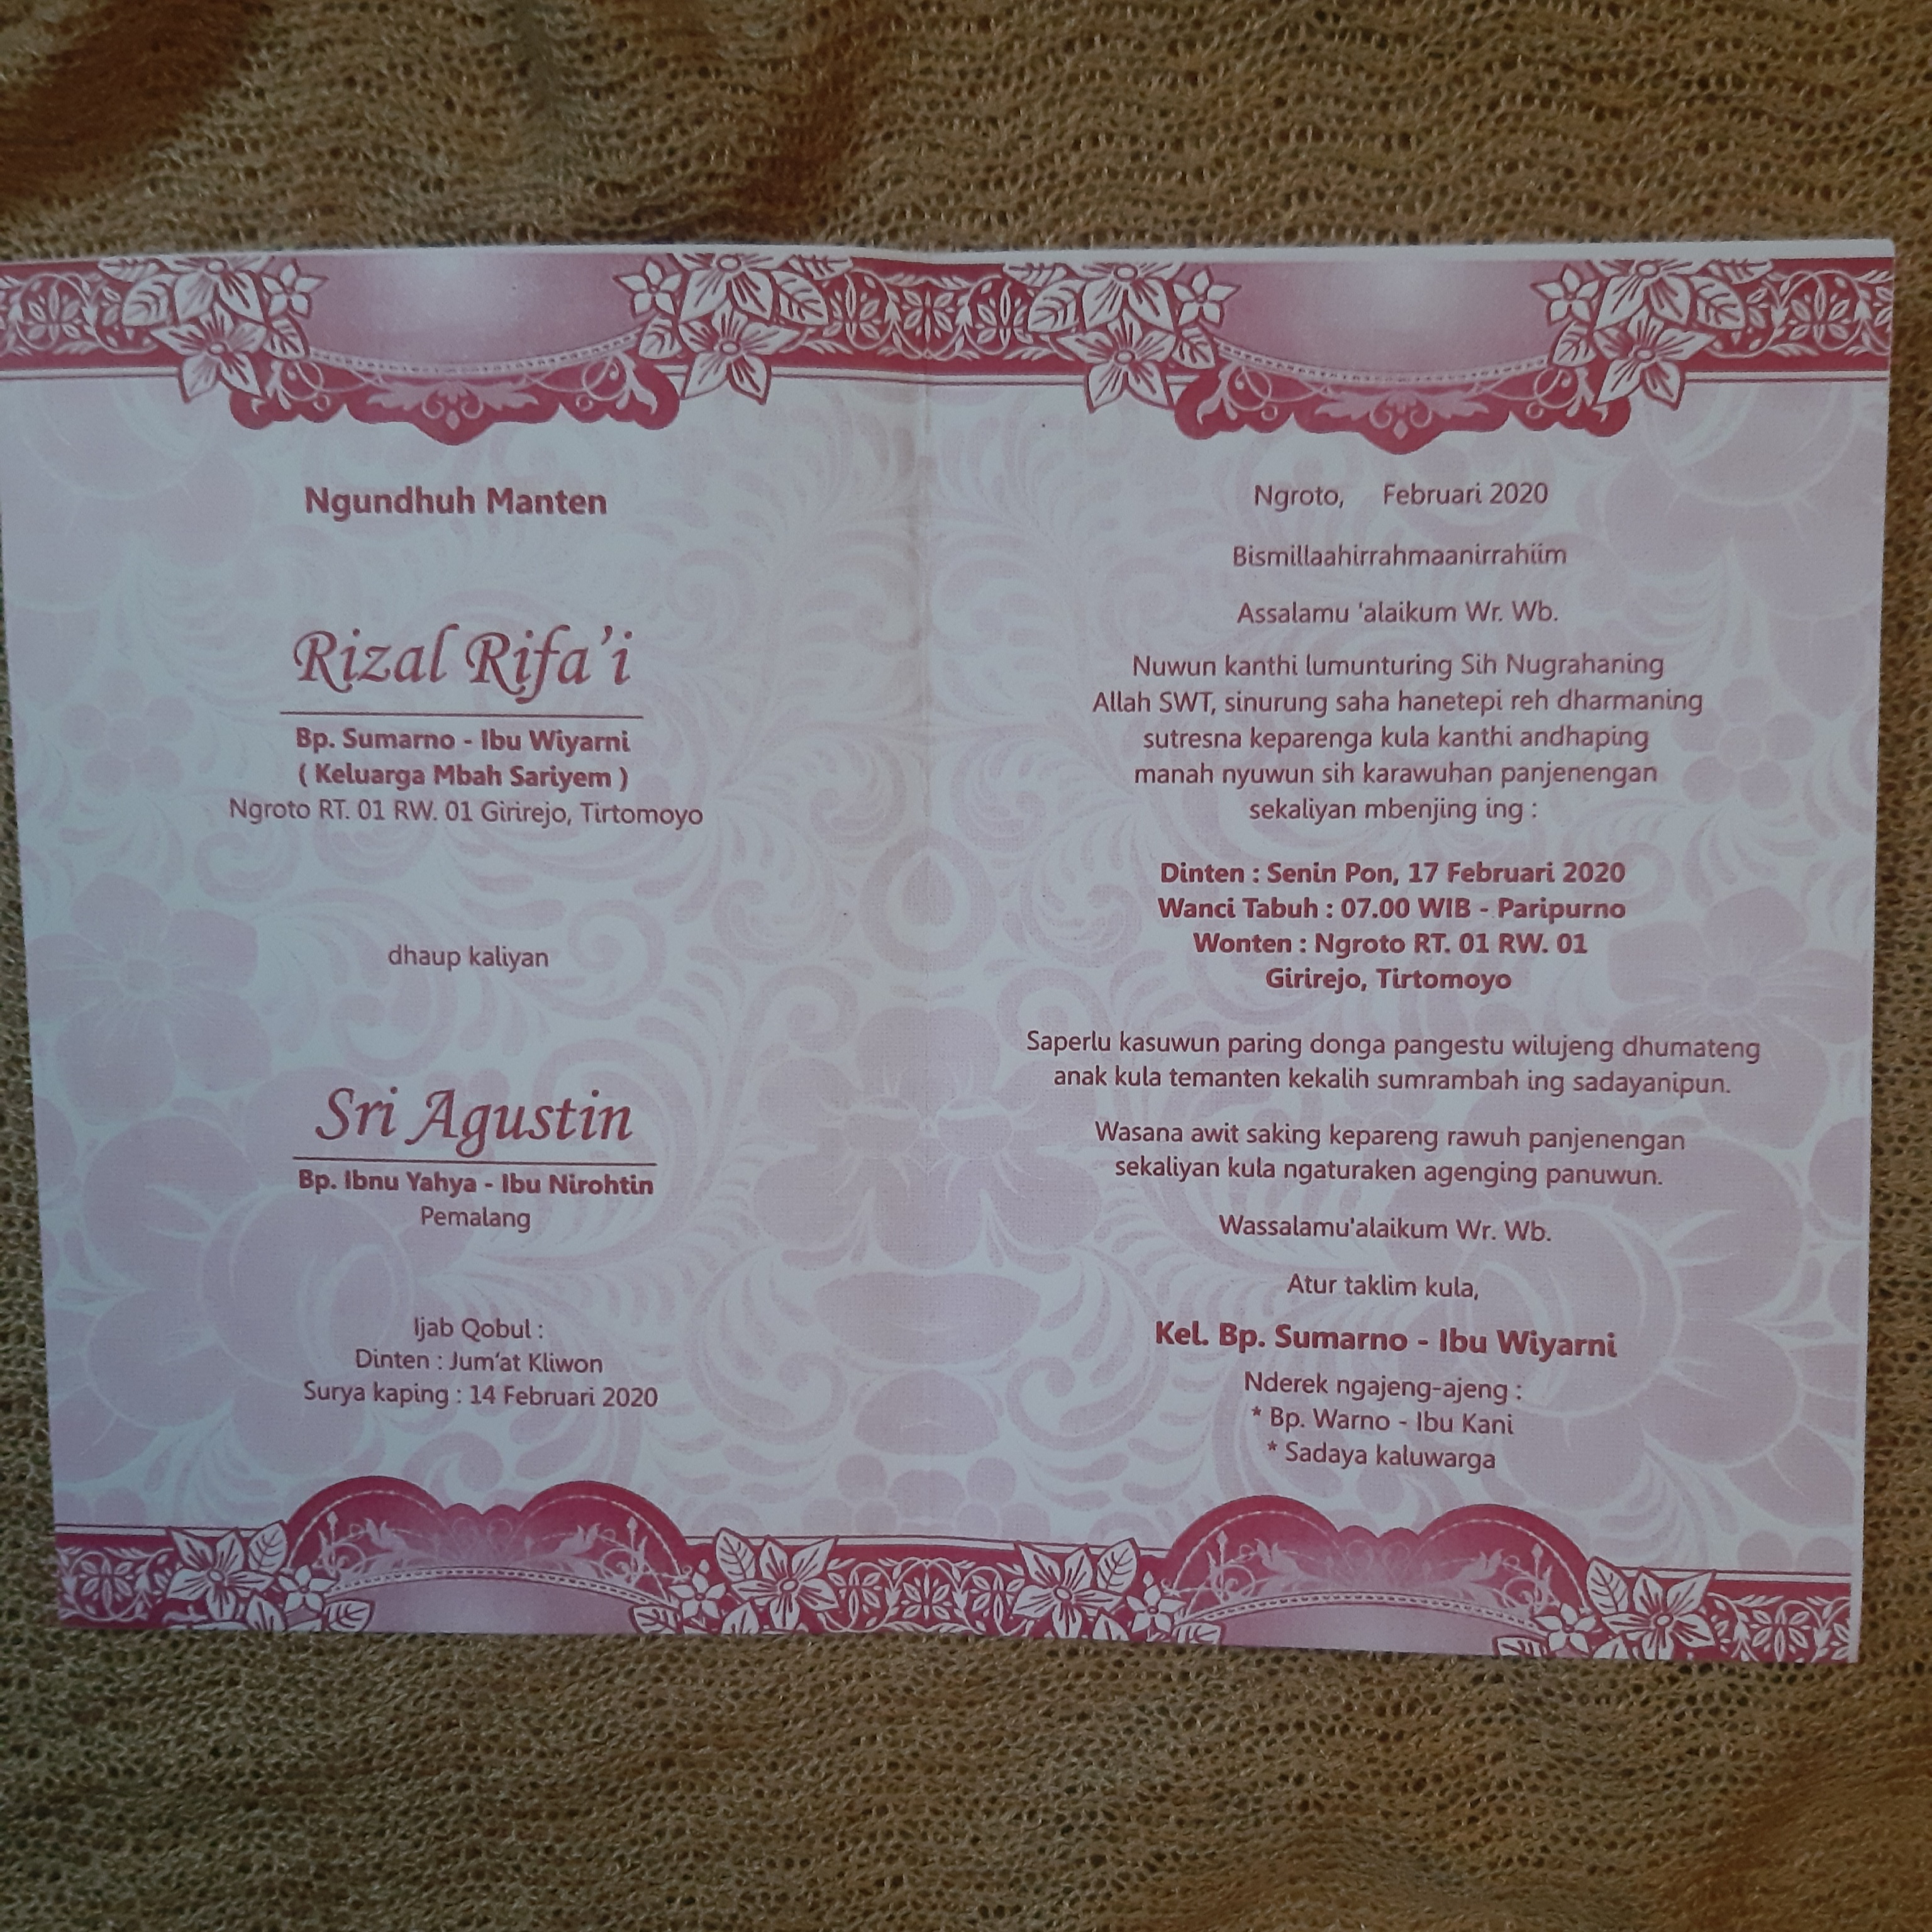 Ngundhuh Manten
Rizal Rifa'i
Bp. Sumarno - Ibu Wiyarni
( Keluarga Mbah Sariyem )
Ngroto RT. 01 RW. 01 Girirejo, Tirtomoyo
dhaup kaliyan
Sri Agustin
Bp. Ibnu Yahya - Ibu Nirohtin
Pemalang
Ijab Qobul :
Dinten : Jum'at Kliwon
Surya kaping : 14 Februari 2020
Ngroto, Februari 2020
Bismillaahirrahmaanirrahiim
Assalamu 'alaikum Wr. Wb.
Nuwun kanthi lumunturing Sih Nugrahaning
Allah SWT, sinurung saha hanetepi reh dharmaning
sutresna keparenga kula kanthi andhaping
manah nyuwun sih karawuhan panjenengan
sekaliyan mbenjing ing :
Dinten : Senin Pon, 17 Februari 2020
Wanci Tabuh : 07.00 WIB - Paripurno
Wonten : Ngroto RT. 01 RW. 01
Girirejo, Tirtomoyo
Saperlu kasuwun paring donga pangestu wilujeng dhumateng
anak kula temanten kekalih sumrambah ing sadayanipun.
Wasana awit saking kepareng rawuh panjenengan
sekaliyan kula ngaturaken agenging panuwun.
Wassalamu'alaikum Wr. Wb.
Atur taklim kula,
Kel. Bp. Sumarno - Ibu Wiyarni
Nderek ngajeng-ajeng :
* Bp. Warno - Ibu Kani
* Sadaya kaluwarga